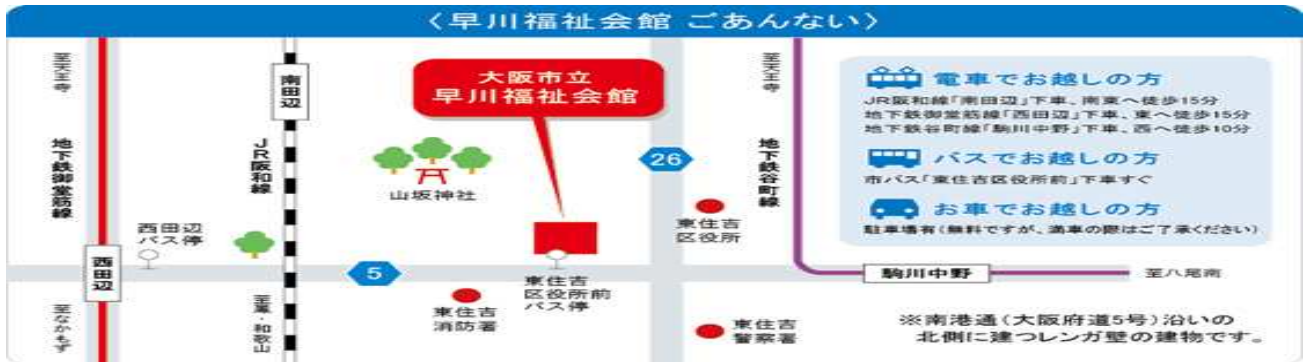 〈早川福祉会館 ごあんない〉
至天王寺
地下鉄御堂筋線
西田辺
至なかもず
西田辺
バス停
南田辺
JR阪和線
至鳳・和歌山
大阪市立
早川福祉会館
山坂神社
5
東住吉
消防署
東住吉
区役所前
バス停
26
東住吉
区役所
東住吉
警察署
至天王寺
地下鉄谷町線
駒川中野
至八尾南
電車でお越しの方
JR阪和線「南田辺」下車、南東へ徒歩15分
地下鉄御堂筋線「西田辺」下車、東へ徒歩15分
地下鉄谷町線「駒川中野」下車、西へ徒歩10分
バスでお越しの方
市バス「東住吉区役所前」下車すぐ
お車でお越しの方
駐車場有(無料ですが、満車の際はご了承ください)
※南港通(大阪府道5号)沿いの
北側に建つレンガ壁の建物です。